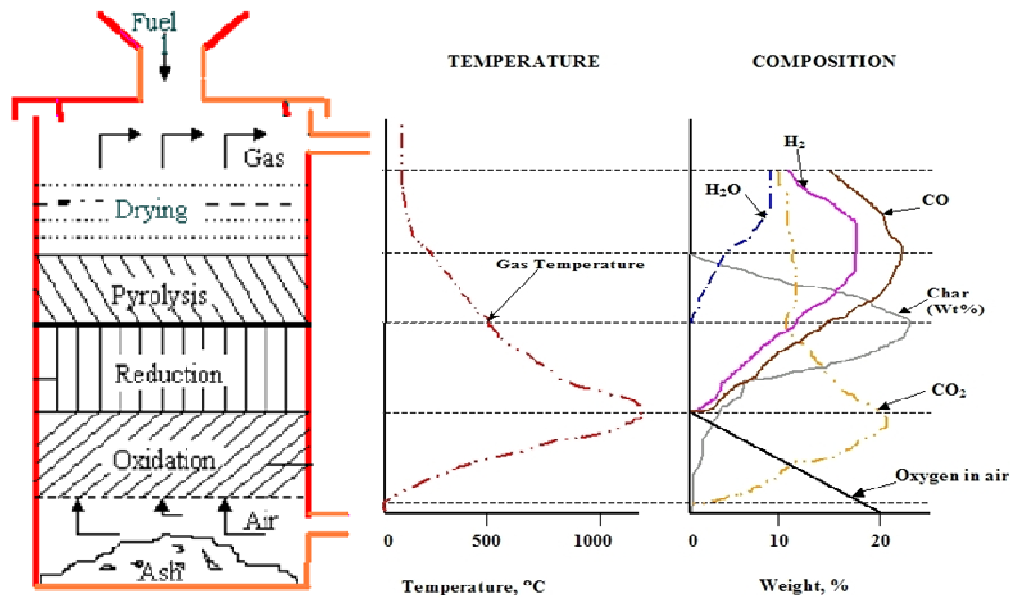 Fuel
TEMPERATURE
COMPOSITION
H₂
Gas
H₂O
CO
Drying
Gas Temperature
Pyrolysis
Char
(Wt%)
Reduction
CO₂
Oxidation
Oxygen in air
Air
Ash
0
500
1000
0
10
20
Temperature, ºC
Weight, %